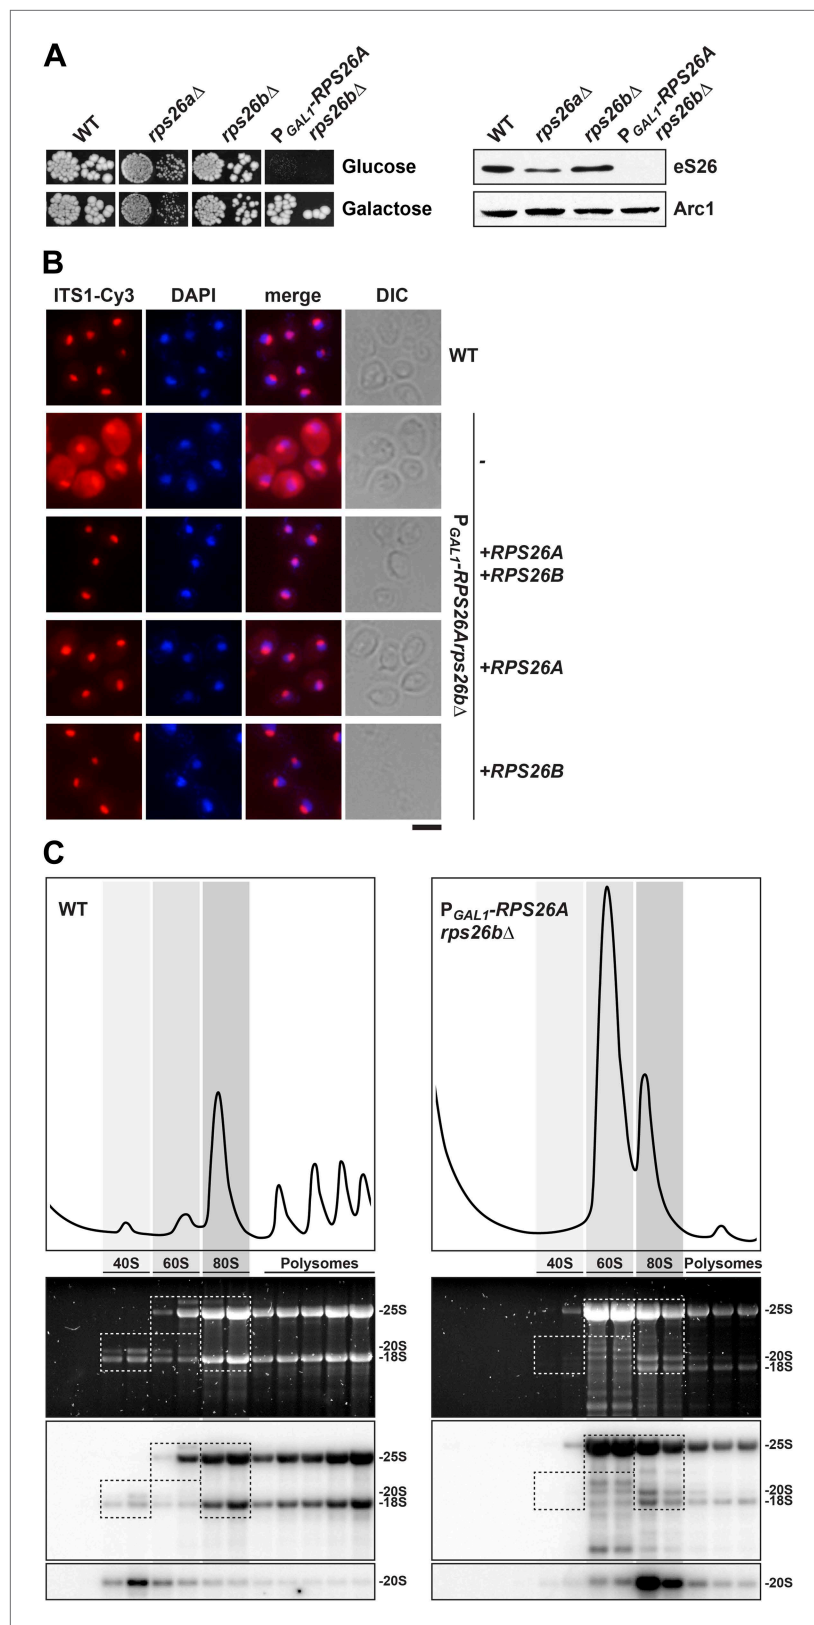 A
WT
rps26aΔ
rps26bΔ
PGAL1-RPS26A
rps26bΔ
Glucose
Galactose
WT
rps26aΔ
rps26bΔ
PGAL1-RPS26A
rps26bΔ
eS26
Arc1
B
ITS1-Cy3 DAPI merge DIC
WT
-
+RPS26A
+RPS26B
+RPS26A
+RPS26B
PGAL1-RPS26Arps26bΔ
C
WT
PGAL1-RPS26A
rps26bΔ
40S 60S 80S Polysomes
40S 60S 80S Polysomes
-25S
-20S
-18S
-25S
-20S
-18S
-25S
-20S
-18S
-25S
-20S
-18S
-20S
-20S